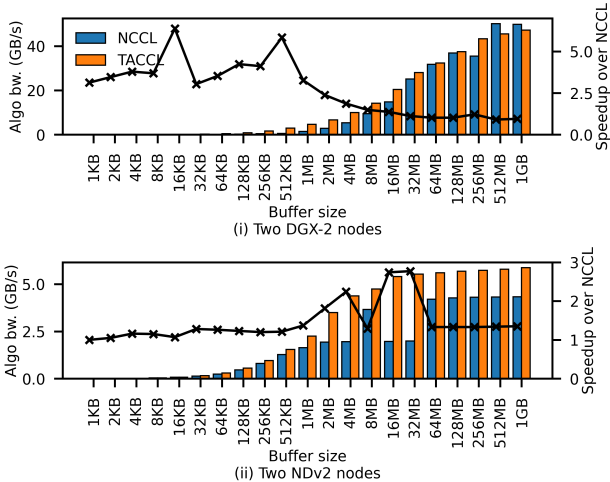 Algo bw. (GB/s)
40
20
0
NCCL
TACCL
5.0
2.5
0.0
Speedup over NCCL
1KB 2KB 4KB 8KB 16KB 32KB 64KB 128KB 256KB 512KB 1MB 2MB 4MB 8MB 16MB 32MB 64MB 128MB 256MB 512MB 1GB
Buffer size
(i) Two DGX-2 nodes
Algo bw. (GB/s)
5.0
2.5
0.0
3
2
1
0
Speedup over NCCL
1KB 2KB 4KB 8KB 16KB 32KB 64KB 128KB 256KB 512KB 1MB 2MB 4MB 8MB 16MB 32MB 64MB 128MB 256MB 512MB 1GB
Buffer size
(ii) Two NDv2 nodes